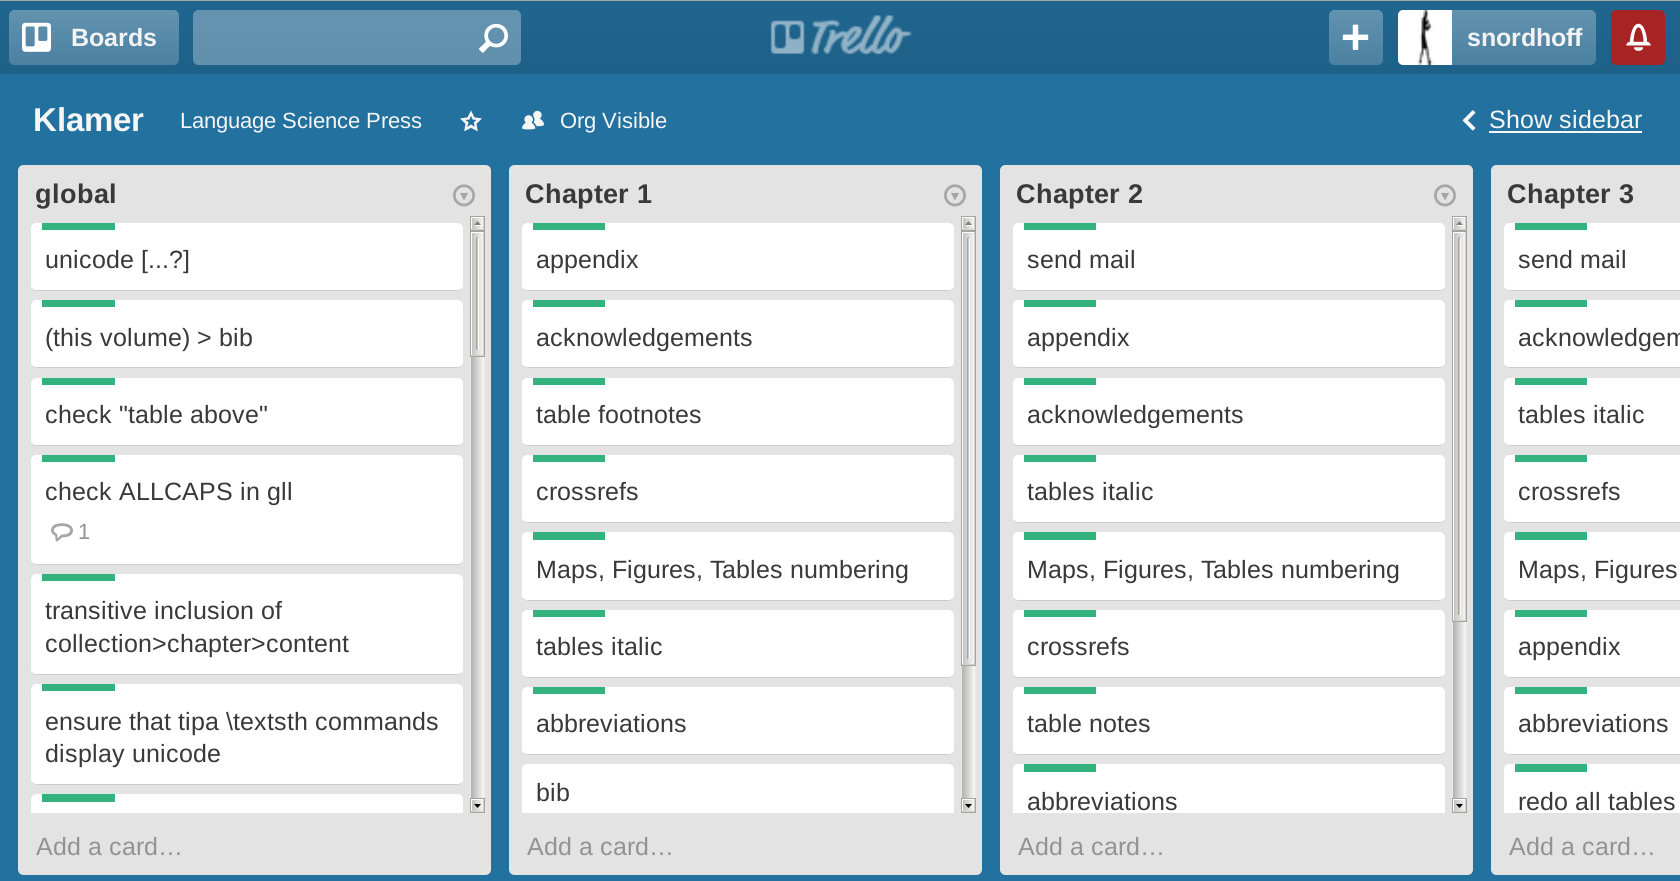 Boards
Trello
snordhoff
Klamer
Language Science Press
Org Visible
Show sidebar
global
unicode [...?]
(this volume) > bib
check "table above"
check ALLCAPS in gll
1
transitive inclusion of
collection>chapter>content
ensure that tipa \textsth commands
display unicode
Add a card…
Chapter 1
appendix
acknowledgements
table footnotes
crossrefs
Maps, Figures, Tables numbering
tables italic
abbreviations
bib
Add a card…
Chapter 2
send mail
appendix
acknowledgements
tables italic
Maps, Figures, Tables numbering
crossrefs
table notes
abbreviations
Add a card…
Chapter 3
send mail
acknowledgem
tables italic
crossrefs
Maps, Figures
appendix
abbreviations
redo all tables
Add a card…